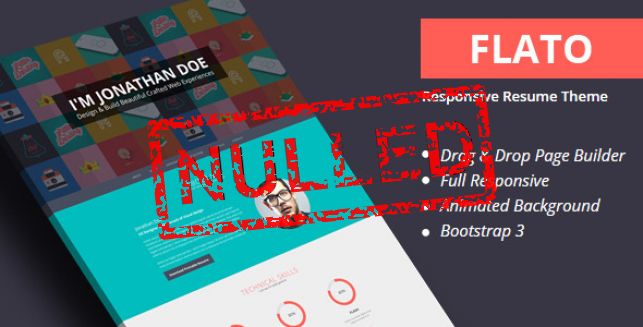 FLATO
Responsive Resume Theme
Drag & Drop Page Builder
Full Responsive
Animated Background
Bootstrap 3
NULLED
I'M JONATHAN DOE
Design & Build Beautiful Crafted Web Experiences
TECHNICAL SKILLS